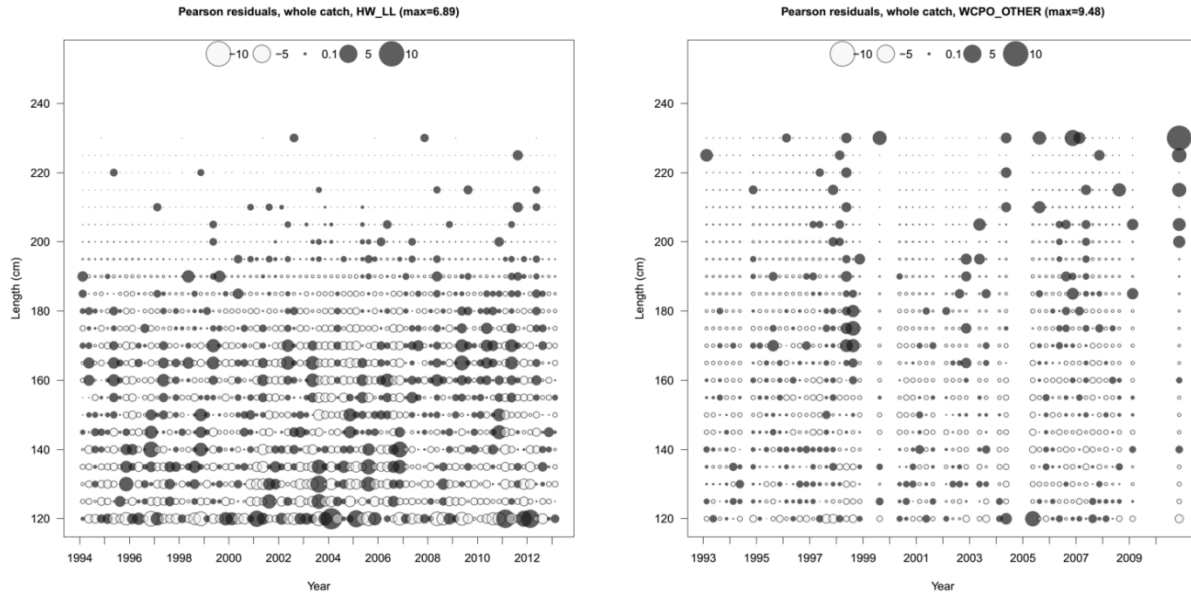 Pearson residuals, whole catch, HW_LL (max=6.89)
−10 −5 0.1 5 10
240
220
200
180
160
140
120
Length (cm)
1994 1996 1998 2000 2002 2004 2006 2008 2010 2012
Year
Pearson residuals, whole catch, WCPO_OTHER (max=9.48)
−10 −5 0.1 5 10
240
220
200
180
160
140
120
Length (cm)
1993 1995 1997 1999 2001 2003 2005 2007 2009
Year